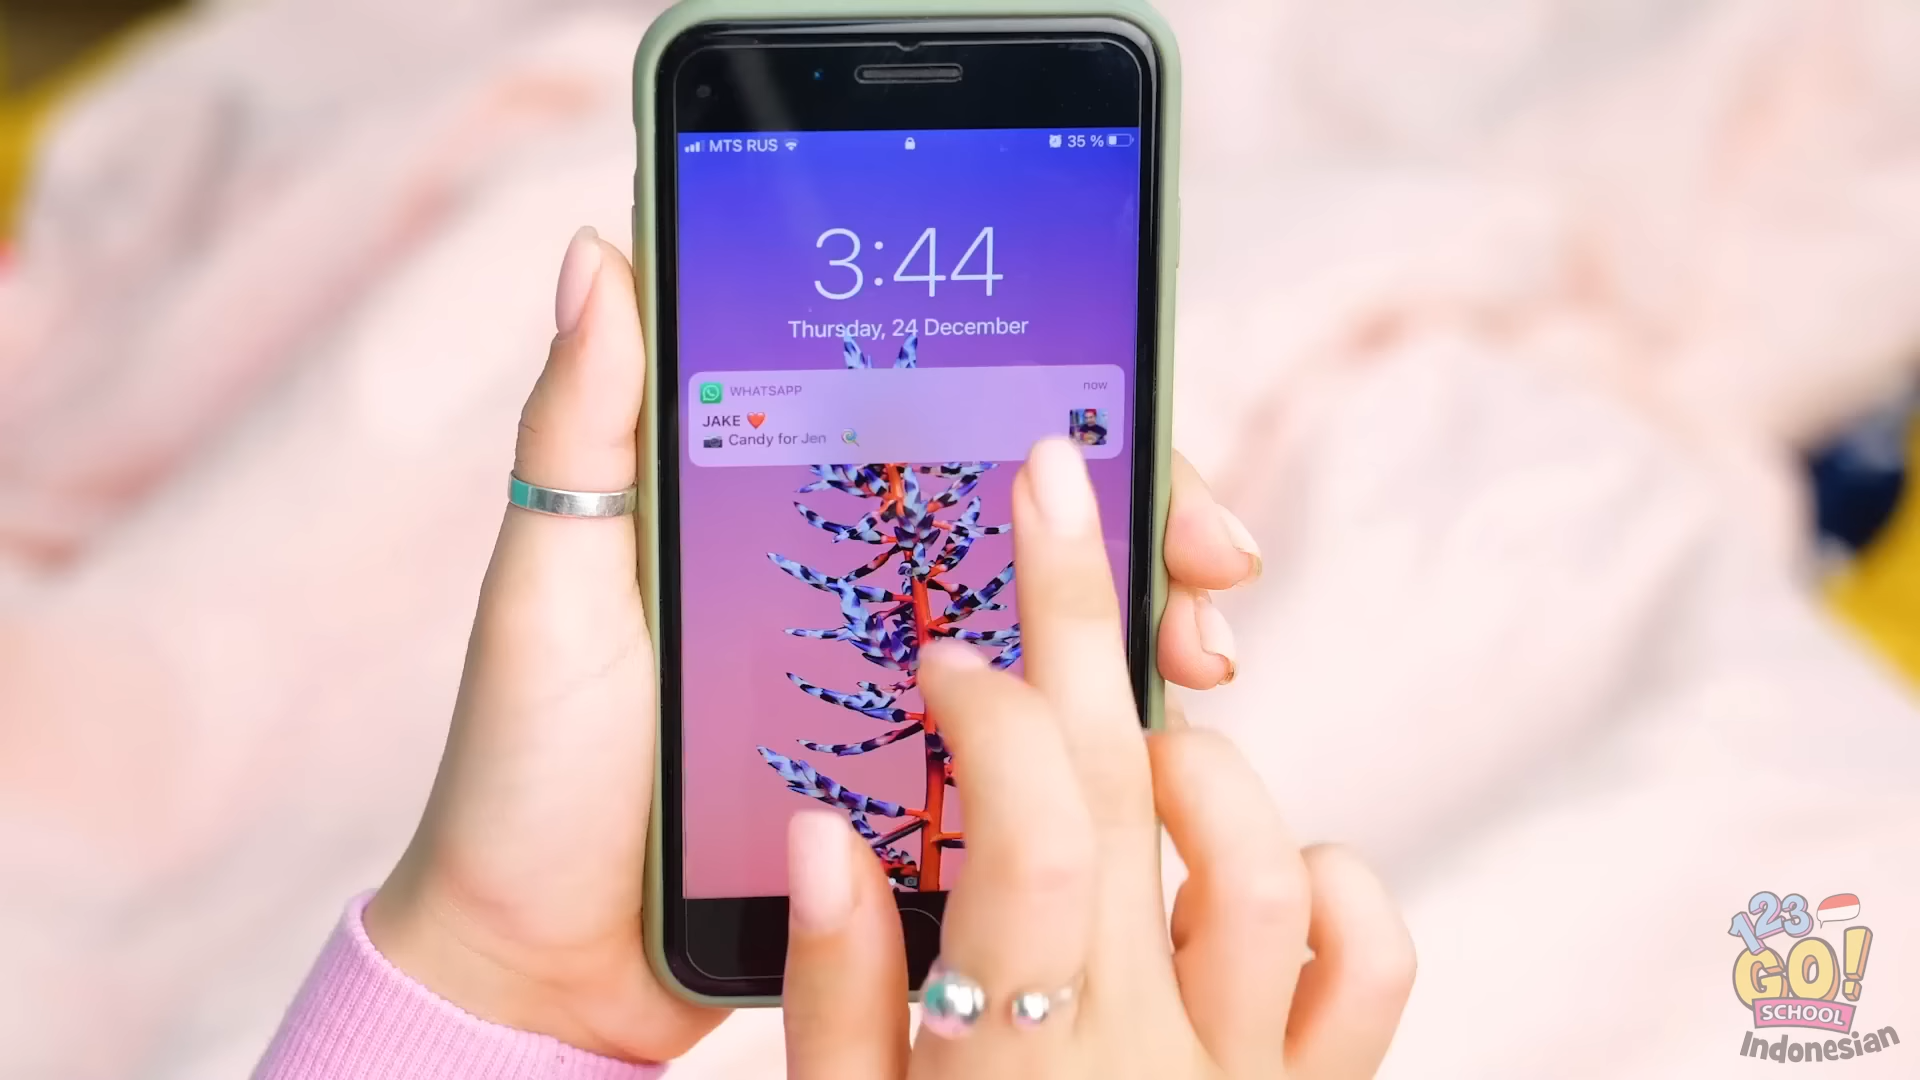 MTS RUS
35 %
3:44
Thursday, 24 December
WHATSAPP
now
JAKE ❤️
📷 Candy for Jen 🍭
123
GO!
SCHOOL
Indonesian